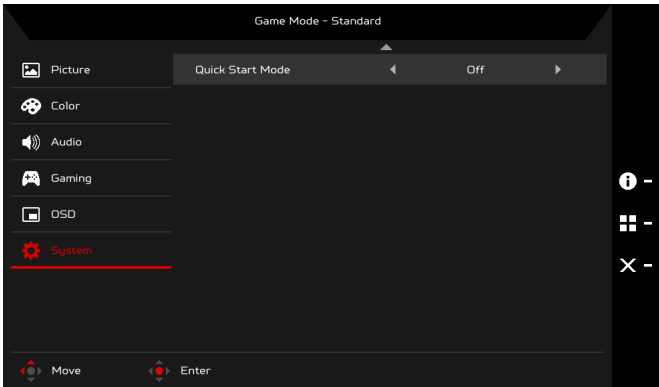 Game Mode - Standard
Picture
Quick Start Mode Off
Color
Audio
Gaming
OSD
System
Move Enter